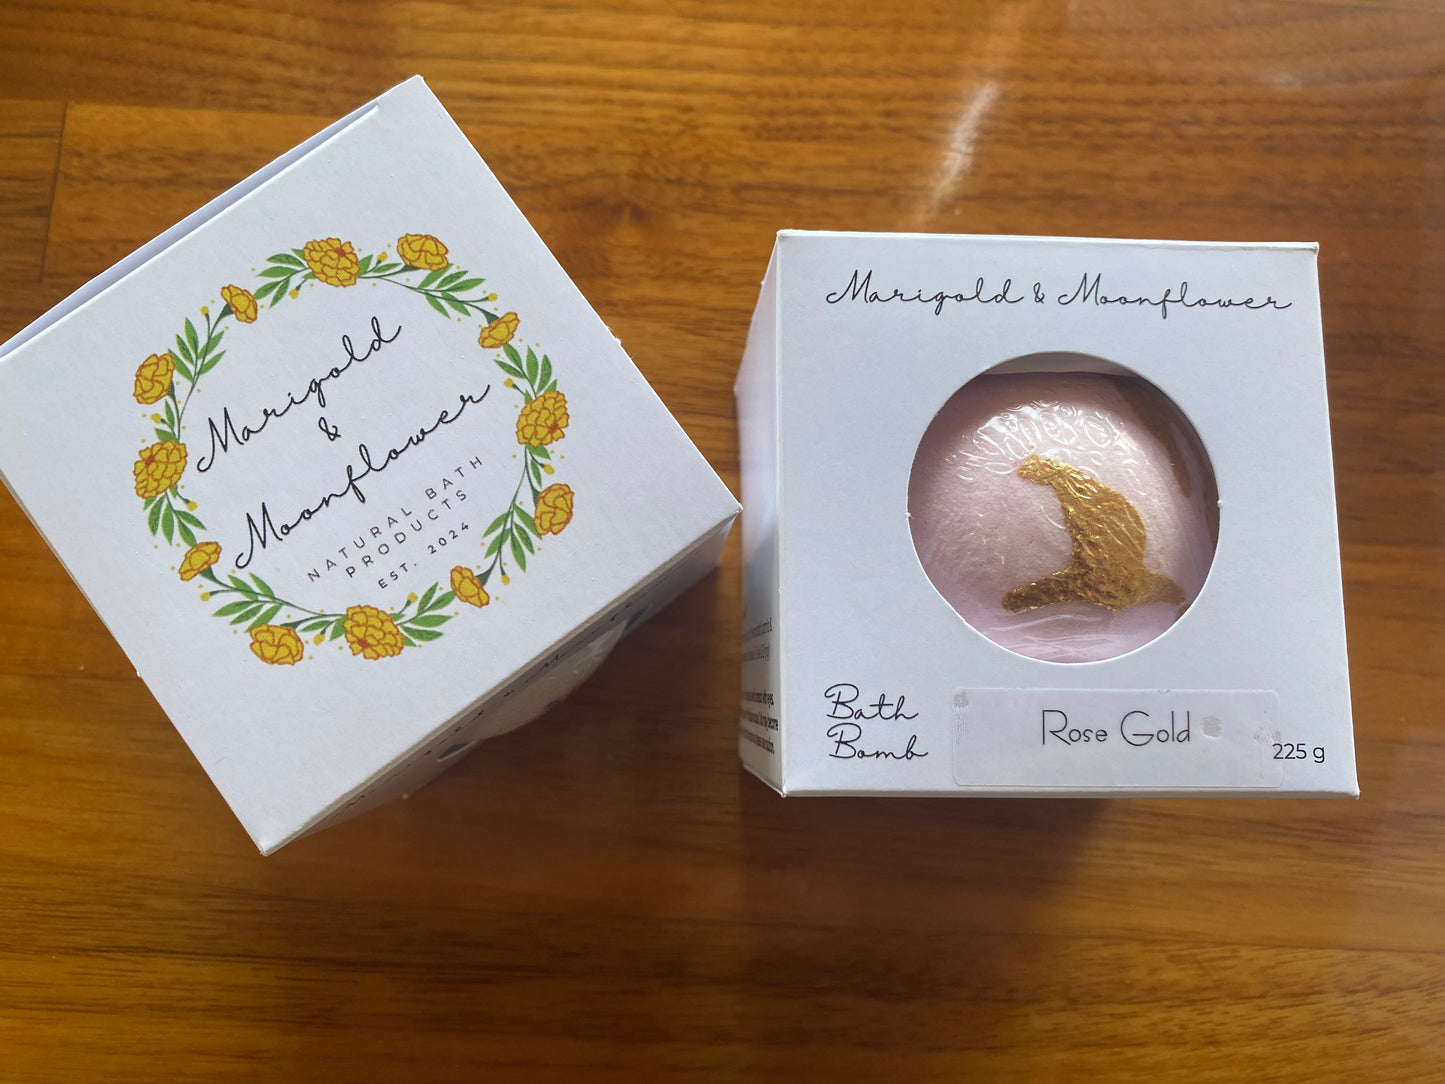 Marigold
&
Moonflower
NATURAL BATH
PRODUCTS
EST. 2024
Marigold & Moonflower
Bath
Bomb
Rose Gold
225 g